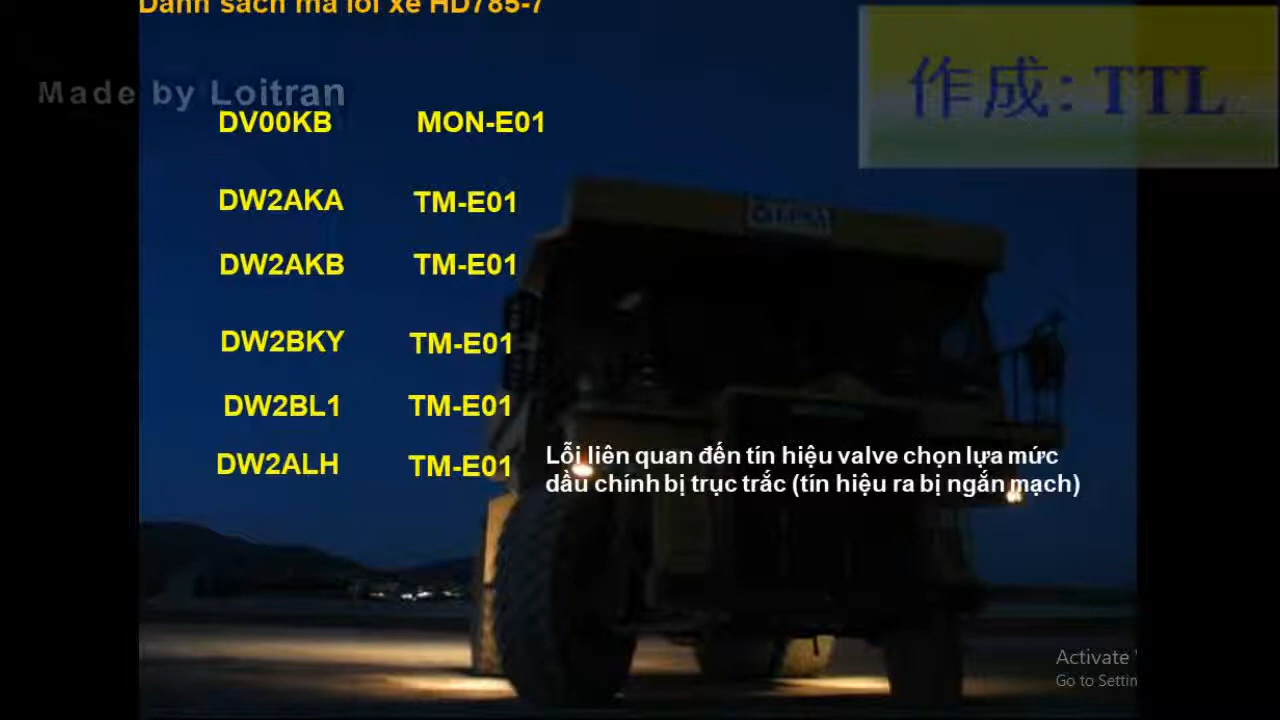 Danh sách mã lỗi xe HD785-7
作成: TTL
Made by Loitran
DV00KB MON-E01
DW2AKA TM-E01
DW2AKB TM-E01
DW2BKY TM-E01
DW2BL1 TM-E01
DW2ALH TM-E01
Lỗi liên quan đến tín hiệu valve chọn lựa mức
dầu chính bị trục trắc (tín hiệu ra bị ngắn mạch)
Activate
Go to Settin